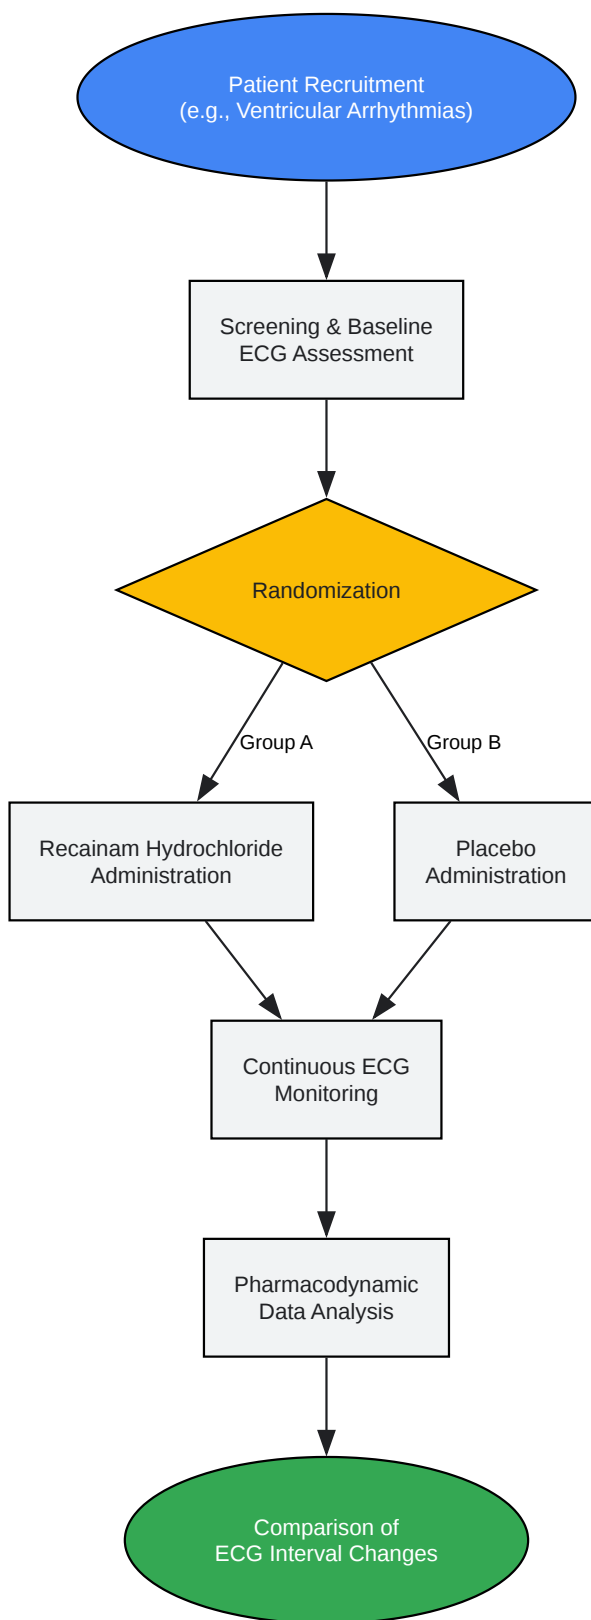 Patient Recruitment
(e.g., Ventricular Arrhythmias)
Screening & Baseline
ECG Assessment
Randomization
Group A
Group B
Recainam Hydrochloride
Administration
Placebo
Administration
Continuous ECG
Monitoring
Pharmacodynamic
Data Analysis
Comparison of
ECG Interval Changes